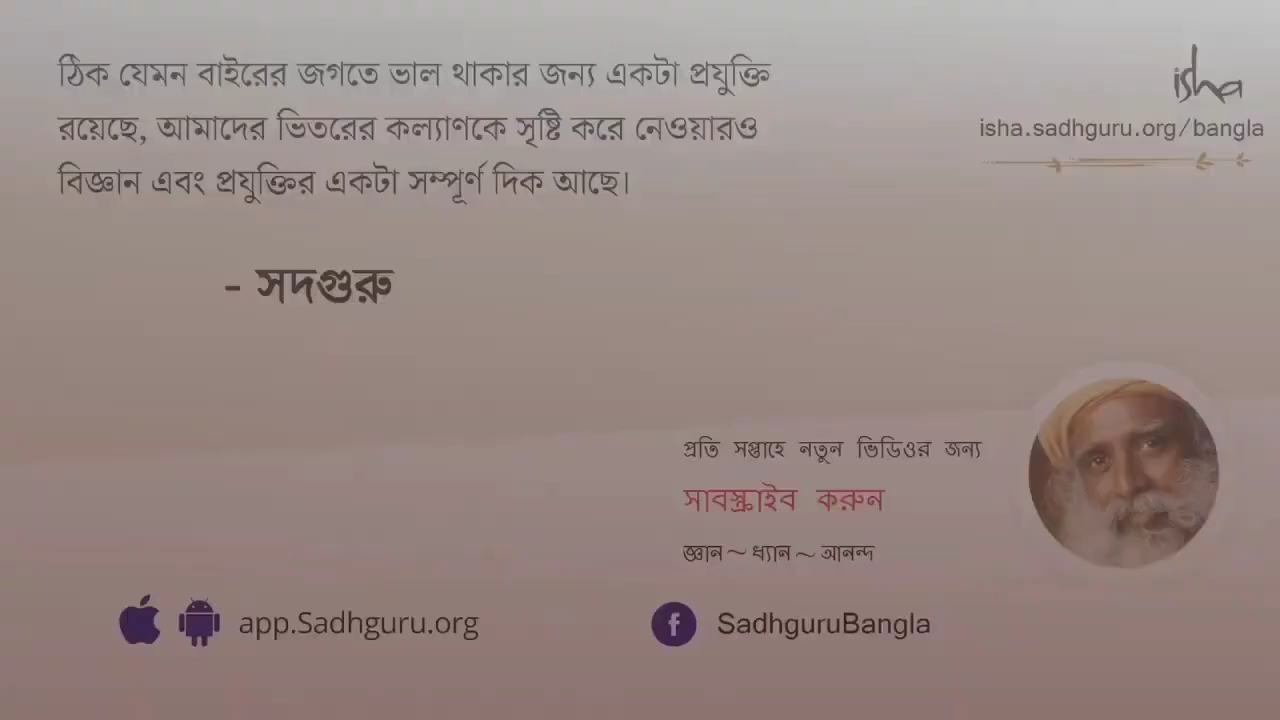 ঠিক যেমন বাইরের জগতে ভাল থাকার জন্য একটা প্রযুক্তি
রয়েছে, আমাদের ভিতরের কল্যাণকে সৃষ্টি করে নেওয়ারও
বিজ্ঞান এবং প্রযুক্তির একটা সম্পূর্ণ দিক আছে।
- সদগুরু
isha
isha.sadhguru.org/bangla
প্রতি সপ্তাহে নতুন ভিডিওর জন্য
সাবস্ক্রাইব করুন
জ্ঞান ~ ধ্যান ~ আনন্দ
app.Sadhguru.org
f SadhguruBangla